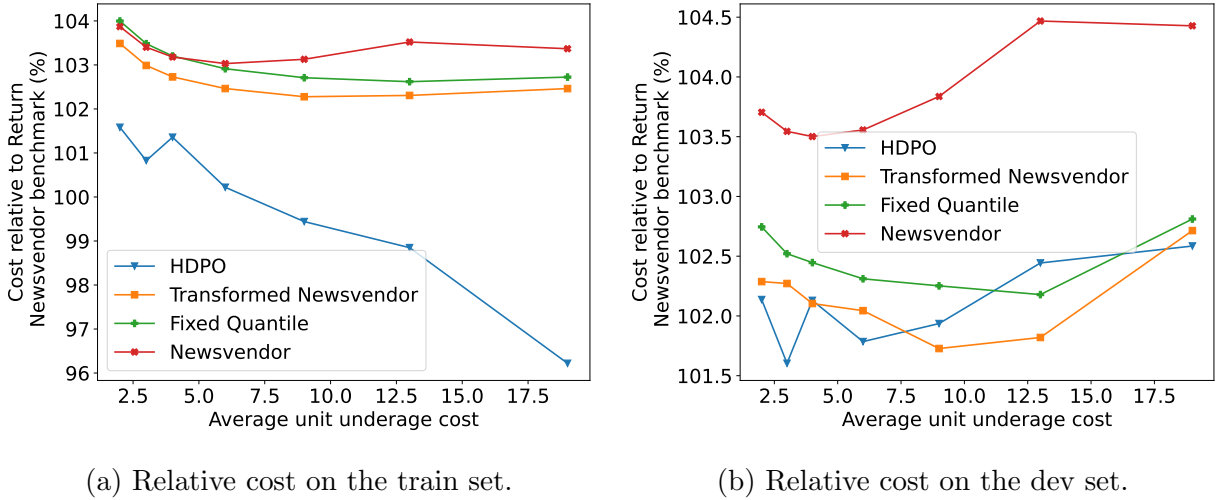 Cost relative to Return
Newsvendor benchmark (%)
104
103
102
101
100
99
98
97
96
HDPO
Transformed Newsvendor
Fixed Quantile
Newsvendor
2.5 5.0 7.5 10.0 12.5 15.0 17.5
Average unit underage cost
(a) Relative cost on the train set.
Cost relative to Return
Newsvendor benchmark (%)
104.5
104.0
103.5
103.0
102.5
102.0
101.5
HDPO
Transformed Newsvendor
Fixed Quantile
Newsvendor
2.5 5.0 7.5 10.0 12.5 15.0 17.5
Average unit underage cost
(b) Relative cost on the dev set.